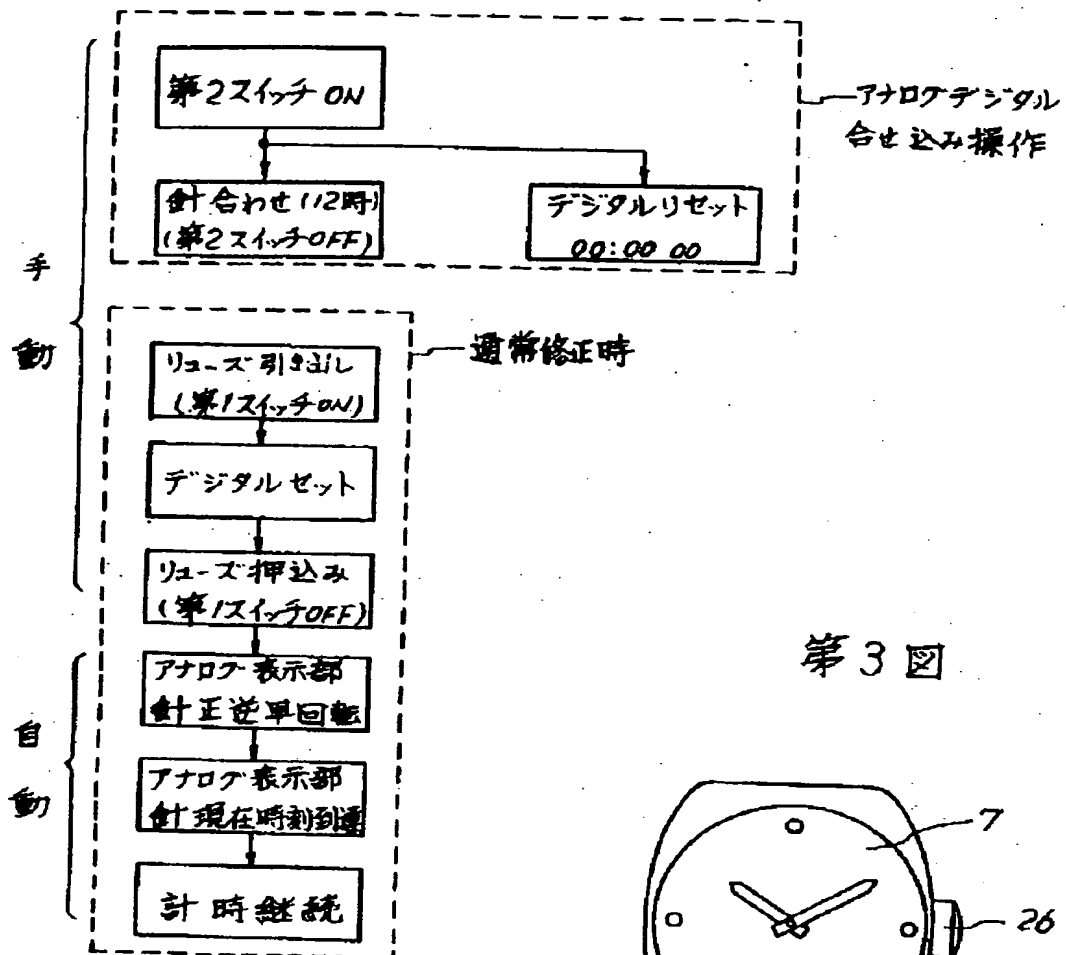 第2スイッチ ON
アナログデジタル
合せ込み操作
針合わせ(12時)
(第2スイッチOFF)
デジタルリセット
00:00 00
手
動
通常修正時
リューズ引き出し
(第1スイッチON)
デジタルセット
リューズ押込み
(第1スイッチOFF)
自
動
アナログ表示部
針正逆早回転
アナログ表示部
針現在時刻到達
計時継続
第3図
7
26